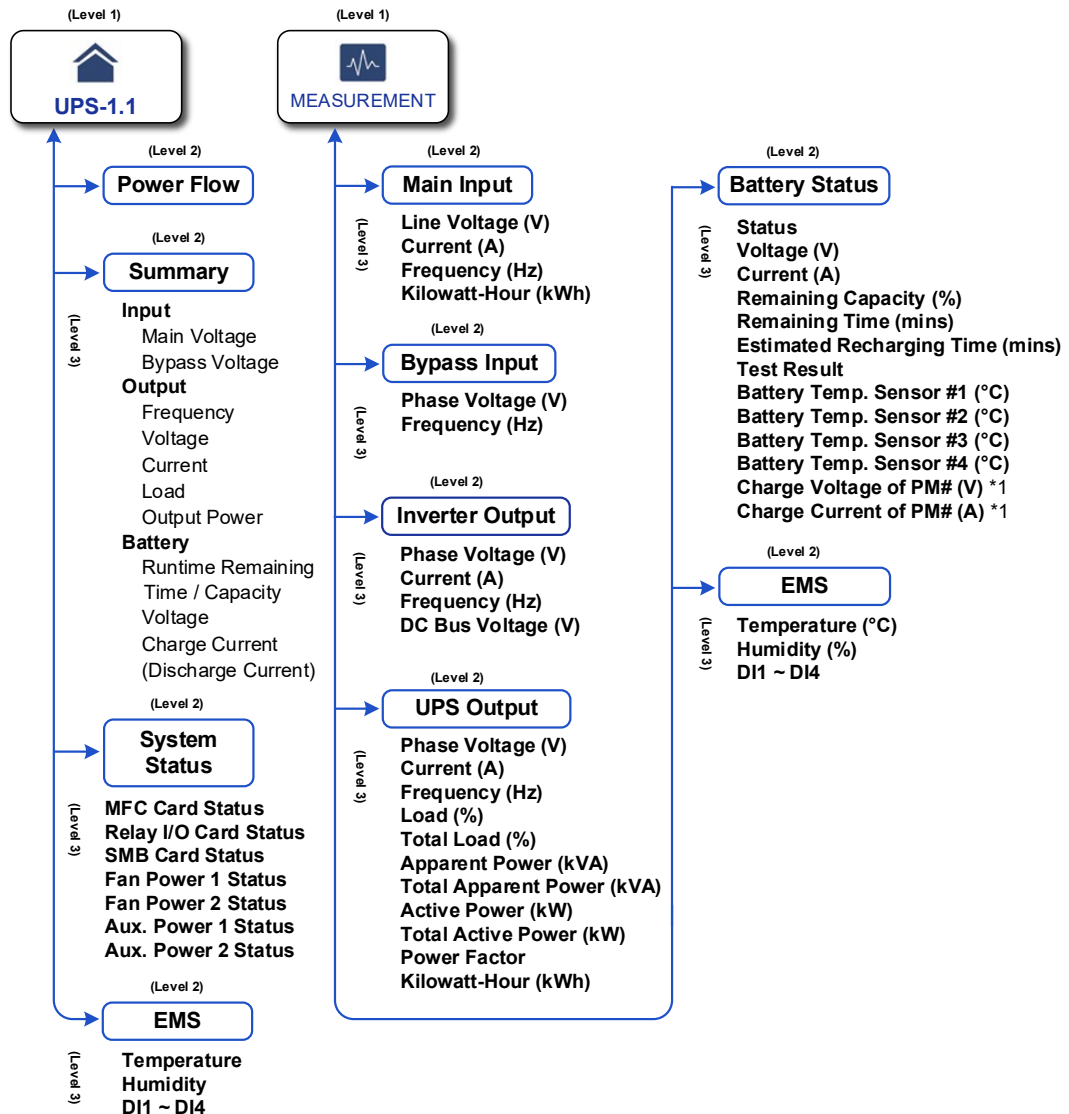 (Level 1)
UPS-1.1
(Level 2)
Power Flow
(Level 2)
Summary
(Level 3)
Input
Main Voltage
Bypass Voltage
Output
Frequency
Voltage
Current
Load
Output Power
Battery
Runtime Remaining
Time / Capacity
Voltage
Charge Current
(Discharge Current)
(Level 2)
System
Status
(Level 3)
MFC Card Status
Relay I/O Card Status
SMB Card Status
Fan Power 1 Status
Fan Power 2 Status
Aux. Power 1 Status
Aux. Power 2 Status
(Level 2)
EMS
(Level 3)
Temperature
Humidity
DI1 ~ DI4
(Level 1)
MEASUREMENT
(Level 2)
Main Input
(Level 3)
Line Voltage (V)
Current (A)
Frequency (Hz)
Kilowatt-Hour (kWh)
(Level 2)
Bypass Input
(Level 3)
Phase Voltage (V)
Frequency (Hz)
(Level 2)
Inverter Output
(Level 3)
Phase Voltage (V)
Current (A)
Frequency (Hz)
DC Bus Voltage (V)
(Level 2)
UPS Output
(Level 3)
Phase Voltage (V)
Current (A)
Frequency (Hz)
Load (%)
Total Load (%)
Apparent Power (kVA)
Total Apparent Power (kVA)
Active Power (kW)
Total Active Power (kW)
Power Factor
Kilowatt-Hour (kWh)
(Level 2)
Battery Status
(Level 3)
Status
Voltage (V)
Current (A)
Remaining Capacity (%)
Remaining Time (mins)
Estimated Recharging Time (mins)
Test Result
Battery Temp. Sensor #1 (°C)
Battery Temp. Sensor #2 (°C)
Battery Temp. Sensor #3 (°C)
Battery Temp. Sensor #4 (°C)
Charge Voltage of PM# (V) *1
Charge Current of PM# (A) *1
(Level 2)
EMS
(Level 3)
Temperature (°C)
Humidity (%)
DI1 ~ DI4